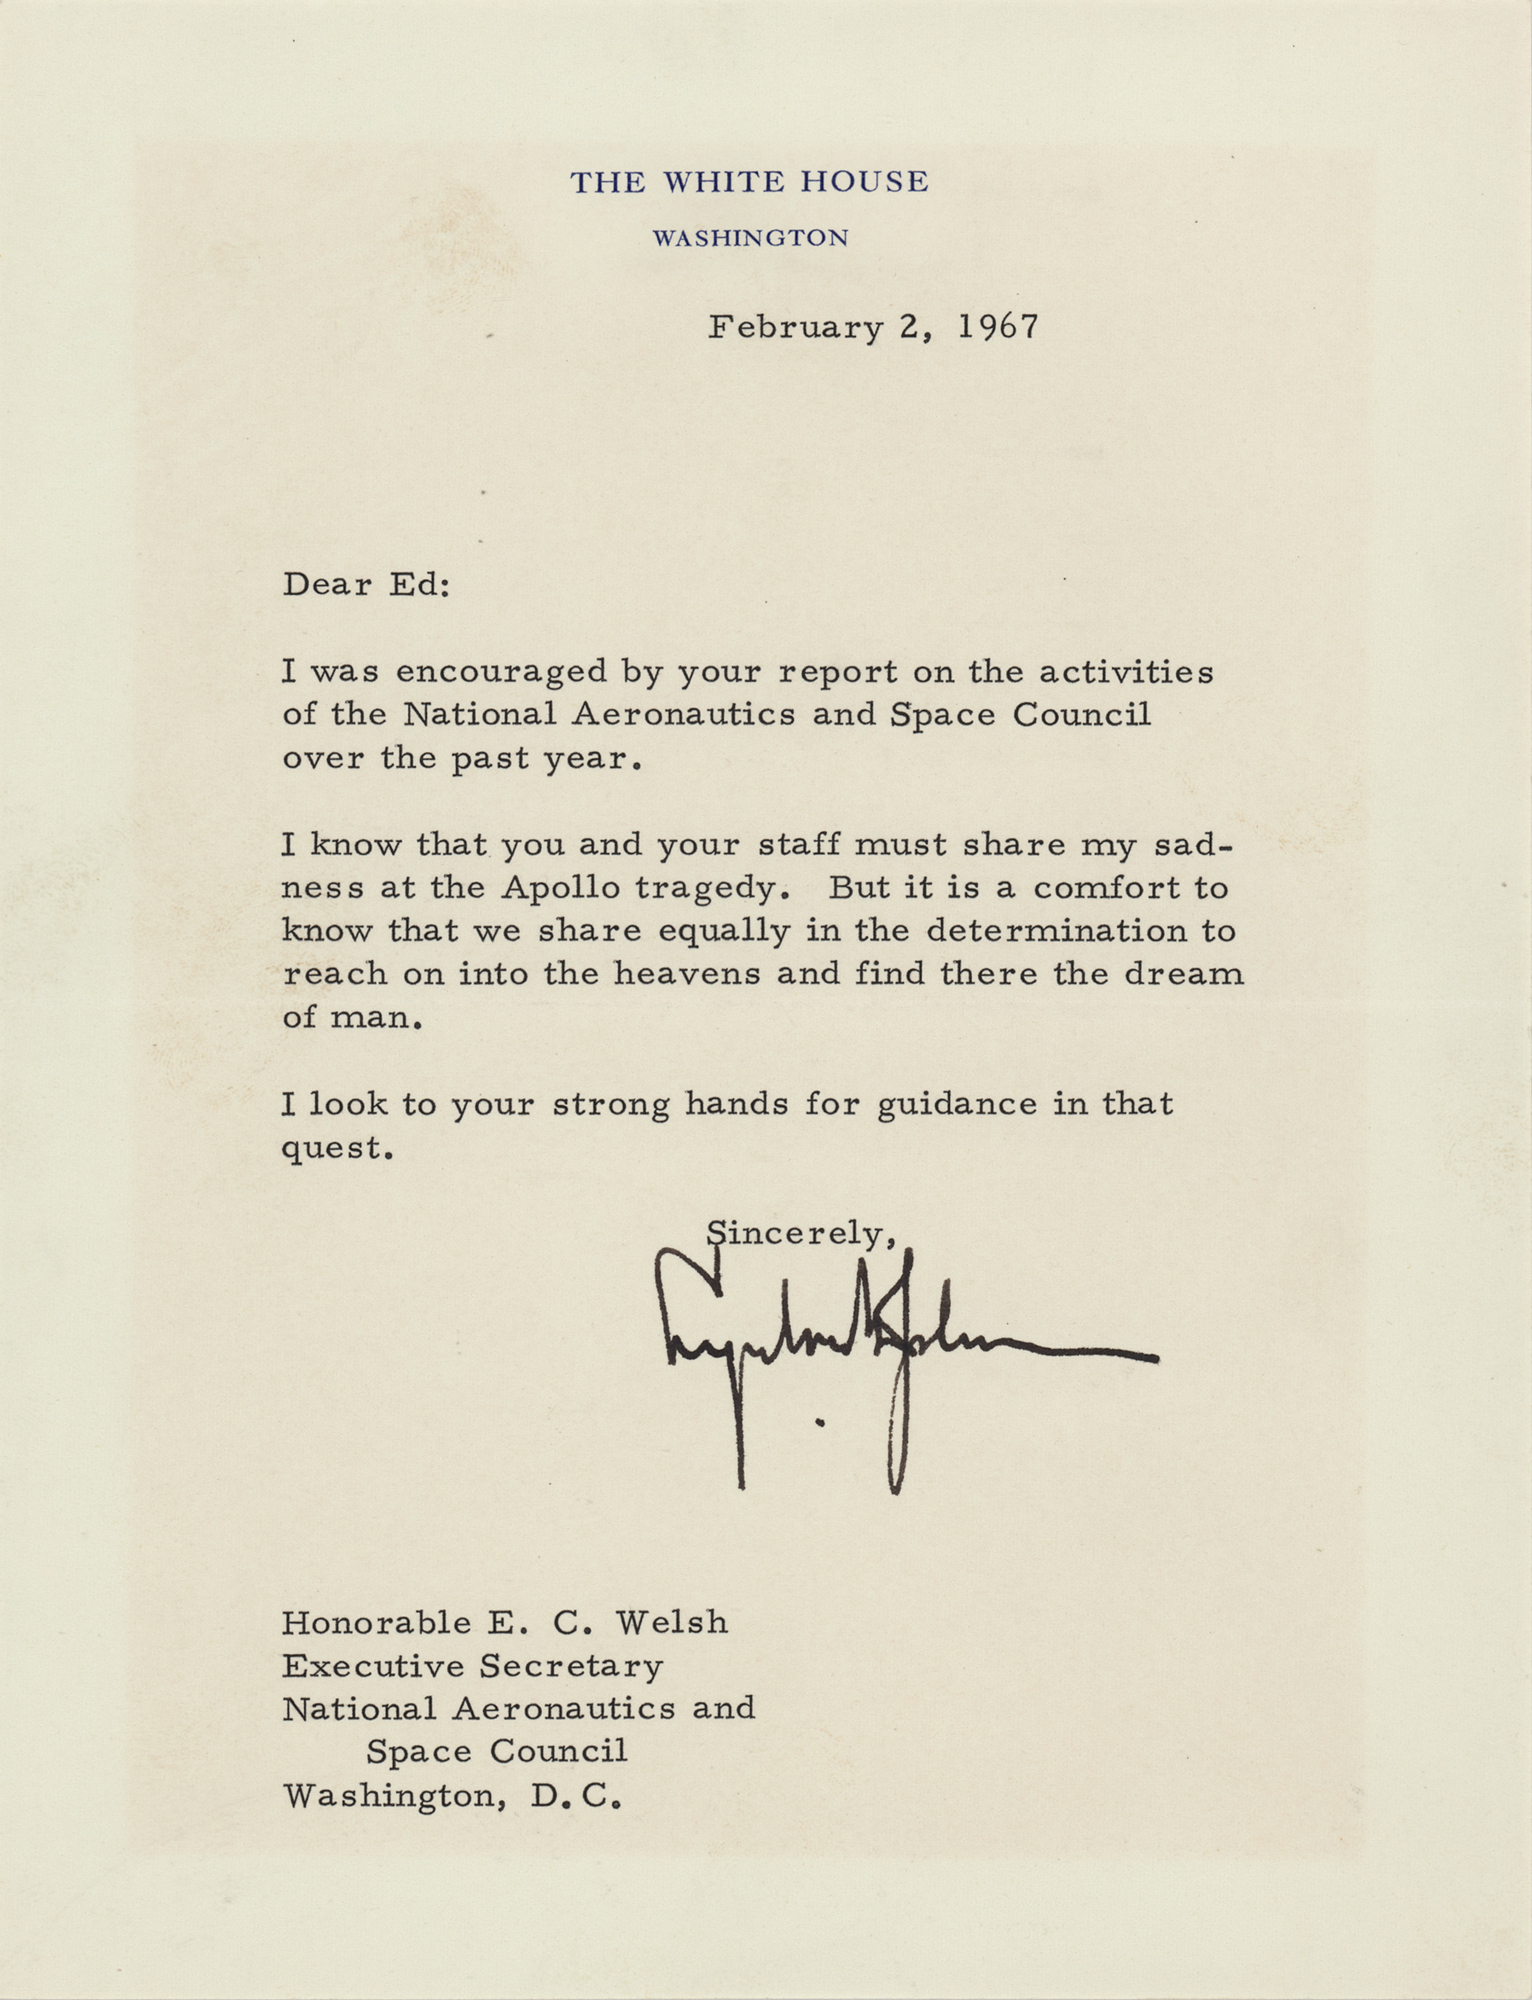 THE WHITE HOUSE
WASHINGTON
February 2, 1967
Dear Ed:
I was encouraged by your report on the activities
of the National Aeronautics and Space Council
over the past year.
I know that you and your staff must share my sad-
ness at the Apollo tragedy. But it is a comfort to
know that we share equally in the determination to
reach on into the heavens and find there the dream
of man.
I look to your strong hands for guidance in that
quest.
Sincerely,
Lyndon B. Johnson
Honorable E. C. Welsh
Executive Secretary
National Aeronautics and
Space Council
Washington, D. C.